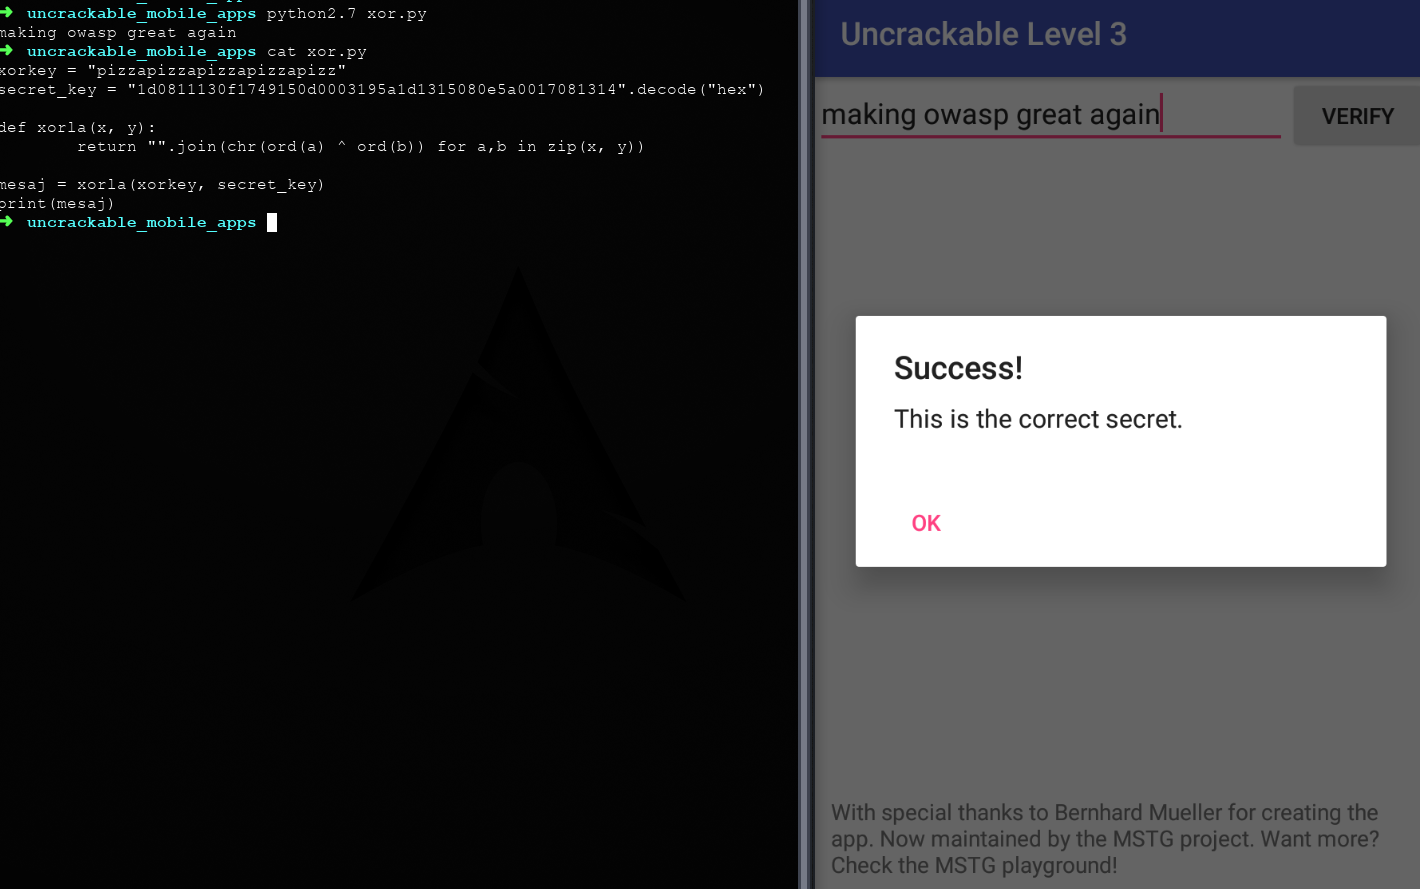 ➜ uncrackable_mobile_apps python2.7 xor.py
making owasp great again
➜ uncrackable_mobile_apps cat xor.py
xorkey = "pizzapizzapizzapizzapizz"
secret_key = "1d0811130f1749150d0003195a1d1315080e5a0017081314".decode("hex")
def xorla(x, y):
return "".join(chr(ord(a) ^ ord(b)) for a,b in zip(x, y))
mesaj = xorla(xorkey, secret_key)
print(mesaj)
➜ uncrackable_mobile_apps
Uncrackable Level 3
making owasp great again
VERIFY
Success!
This is the correct secret.
OK
With special thanks to Bernhard Mueller for creating the
app. Now maintained by the MSTG project. Want more?
Check the MSTG playground!